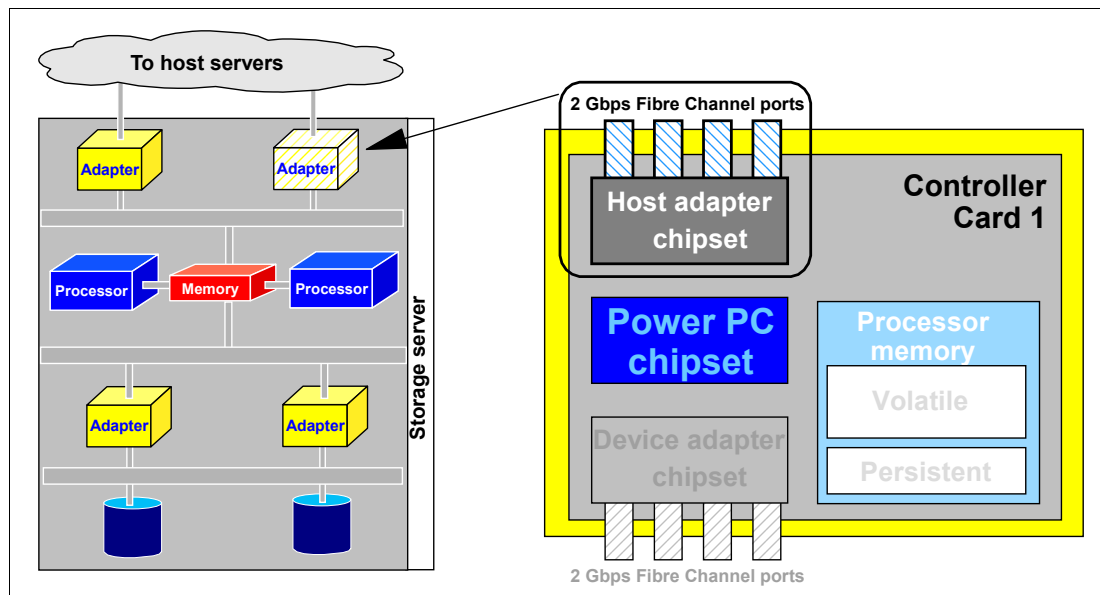 To host servers
Adapter
Adapter
Processor
Memory
Processor
Adapter
Adapter
Storage server
2 Gbps Fibre Channel ports
Host adapter
chipset
Controller
Card 1
Power PC
chipset
Processor
memory
Volatile
Persistent
Device adapter
chipset
2 Gbps Fibre Channel ports